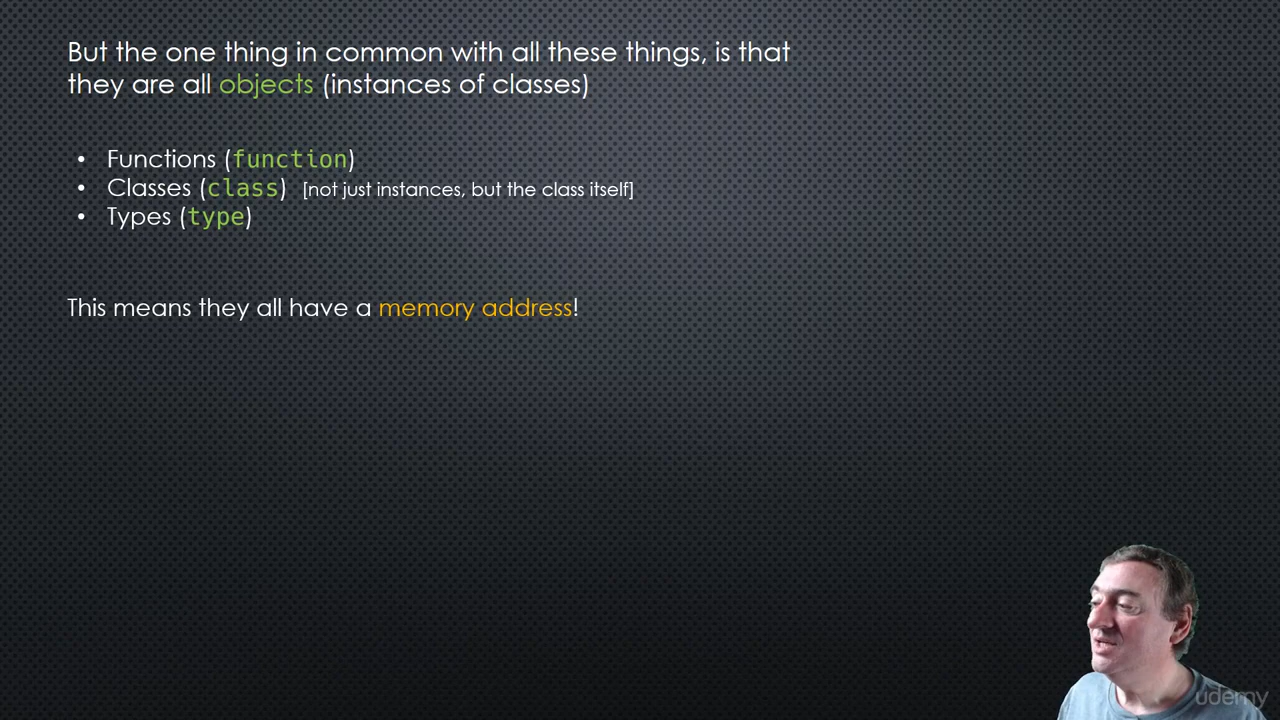 But the one thing in common with all these things, is that
they are all objects (instances of classes)
• Functions (function)
• Classes (class) [not just instances, but the class itself]
• Types (type)
This means they all have a memory address!
udemy